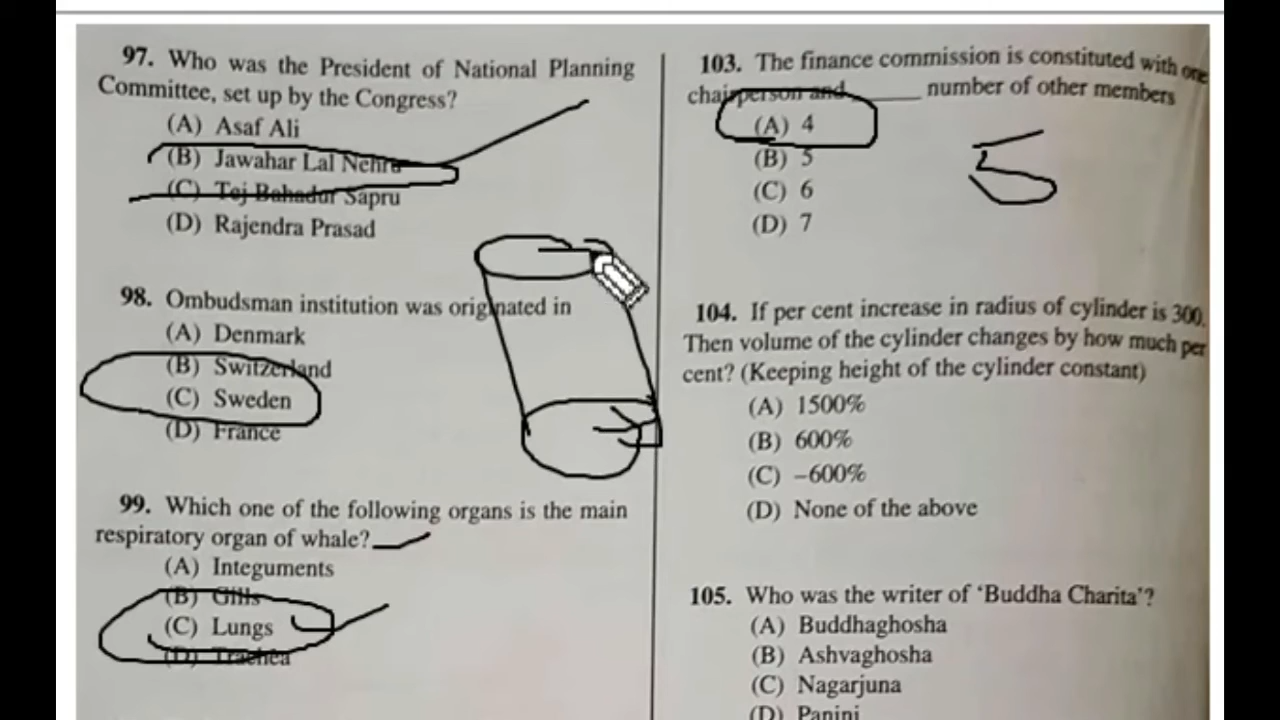 97. Who was the President of National Planning
Committee, set up by the Congress?
(A) Asaf Ali
(B) Jawahar Lal Nehru
(C) Tej Bahadur Sapru
(D) Rajendra Prasad
98. Ombudsman institution was originated in
(A) Denmark
(B) Switzerland
(C) Sweden
(D) France
99. Which one of the following organs is the main
respiratory organ of whale?
(A) Integuments
(B) Gills
(C) Lungs
(D) Trachea
103. The finance commission is constituted with one
chairperson and ______ number of other members
(A) 4
(B) 5
(C) 6
(D) 7
5
104. If per cent increase in radius of cylinder is 300.
Then volume of the cylinder changes by how much per
cent? (Keeping height of the cylinder constant)
(A) 1500%
(B) 600%
(C) –600%
(D) None of the above
105. Who was the writer of ‘Buddha Charita’?
(A) Buddhaghosha
(B) Ashvaghosha
(C) Nagarjuna
(D) Panini